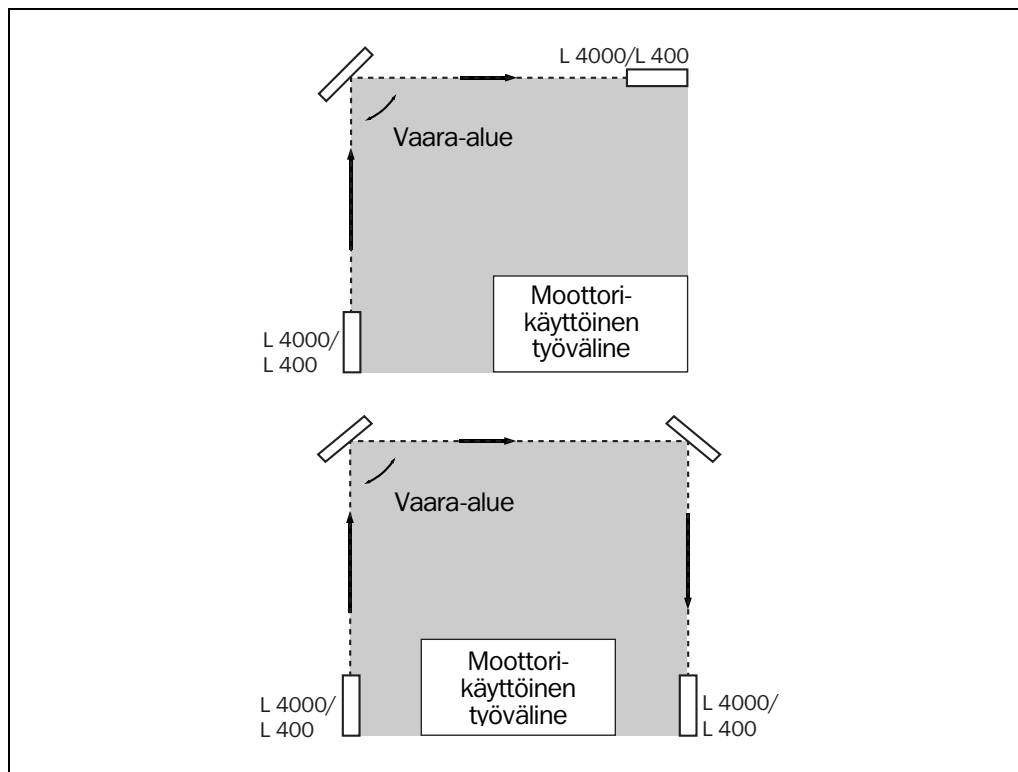 L 4000/L 400
Vaara-alue
Moottori-
käyttöinen
työväline
L 4000/
L 400
Vaara-alue
Moottori-
käyttöinen
työväline
L 4000/
L 400
L 4000/
L 400